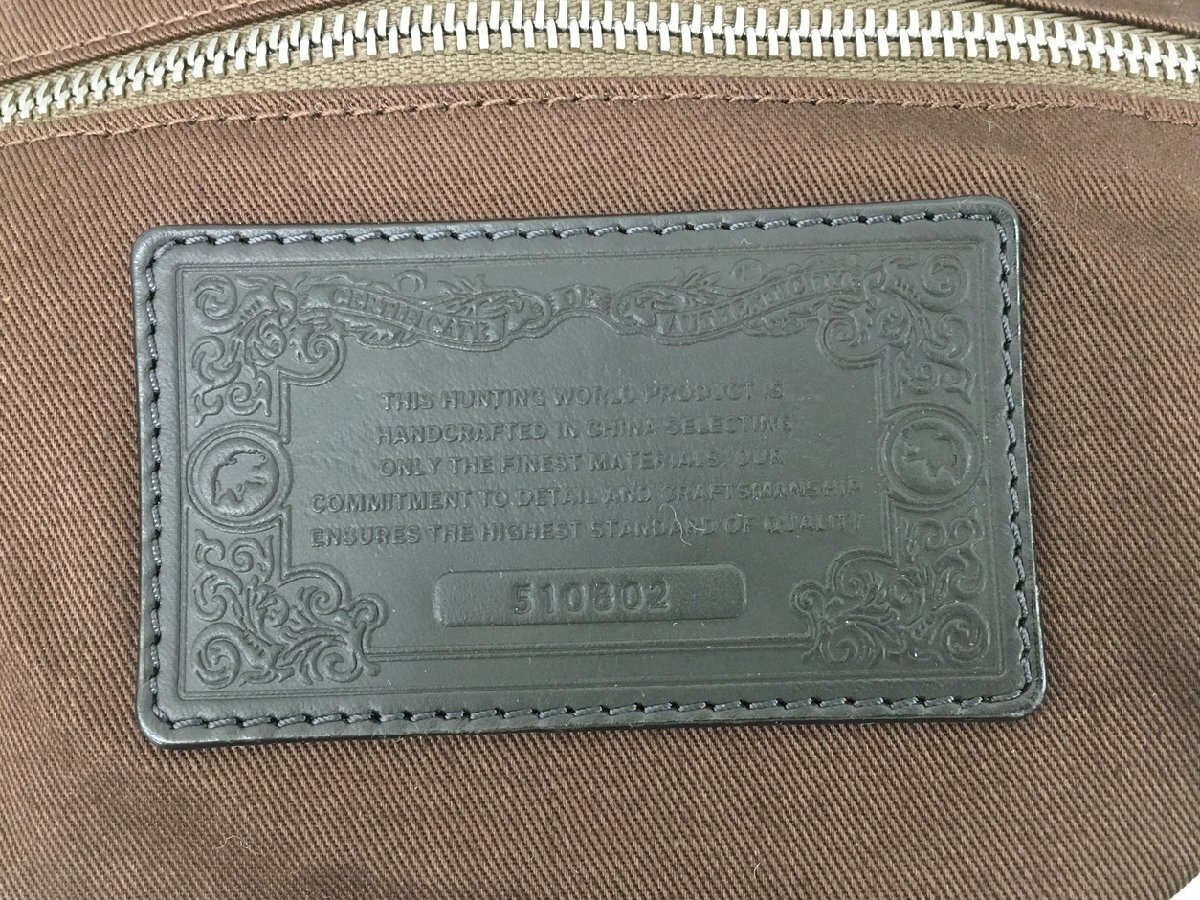 CERTIFICATE OF AUTHENTICITY
THIS HUNTING WORLD PRODUCT IS
HANDCRAFTED IN CHINA SELECTING
ONLY THE FINEST MATERIALS. OUR
COMMITMENT TO DETAIL AND CRAFTSMANSHIP
ENSURES THE HIGHEST STANDARD OF QUALITY
510802